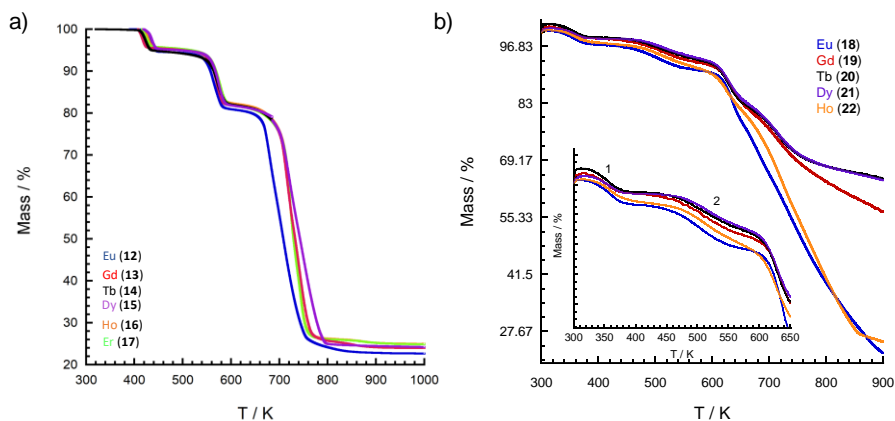 a)
100
90
80
70
60
50
40
30
20
Mass / %
Eu (12)
Gd (13)
Tb (14)
Dy (15)
Ho (16)
Er (17)
300 400 500 600 700 800 900 1000
T / K
b)
96.83
83
69.17
55.33
41.5
27.67
Mass / %
Eu (18)
Gd (19)
Tb (20)
Dy (21)
Ho (22)
1
2
Mass / %
300 350 400 450 500 550 600 650
T / K
300 400 500 600 700 800 900
T / K